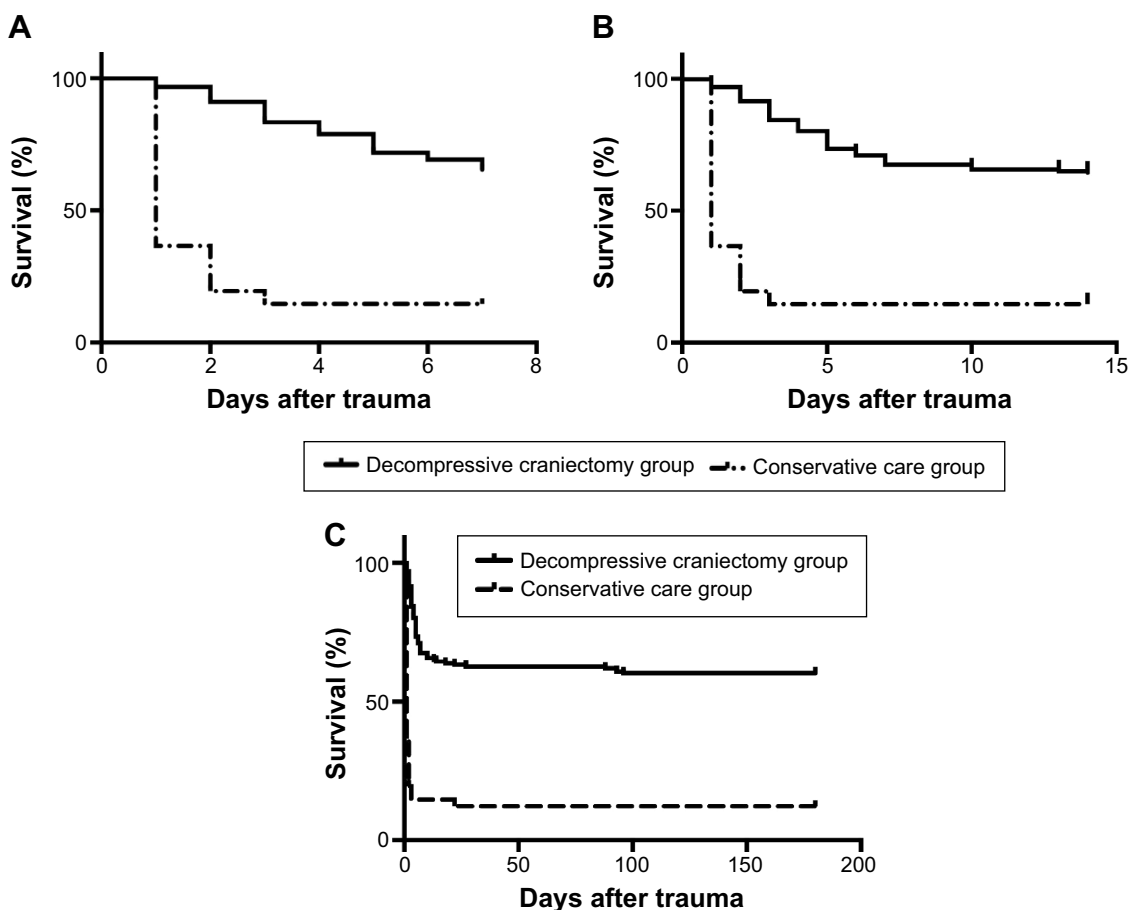 A
B
100
50
0
Survival (%)
0 2 4 6 8
Days after trauma
100
50
0
Survival (%)
0 5 10 15
Days after trauma
Decompressive craniectomy group Conservative care group
C
Decompressive craniectomy group
Conservative care group
100
50
0
Survival (%)
0 50 100 150 200
Days after trauma